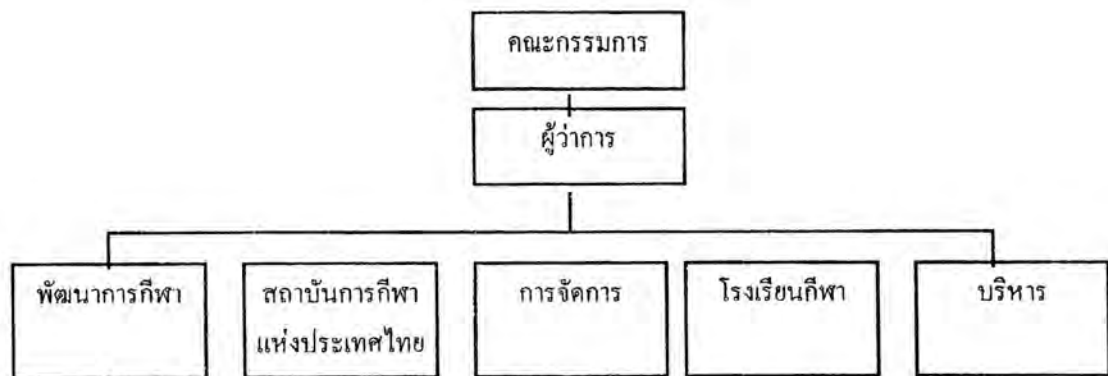 คณะกรรมการ
ผู้ว่าการ
พัฒนาการกีฬา
สถาบันการกีฬา
แห่งประเทศไทย
การจัดการ
โรงเรียนกีฬา
บริหาร